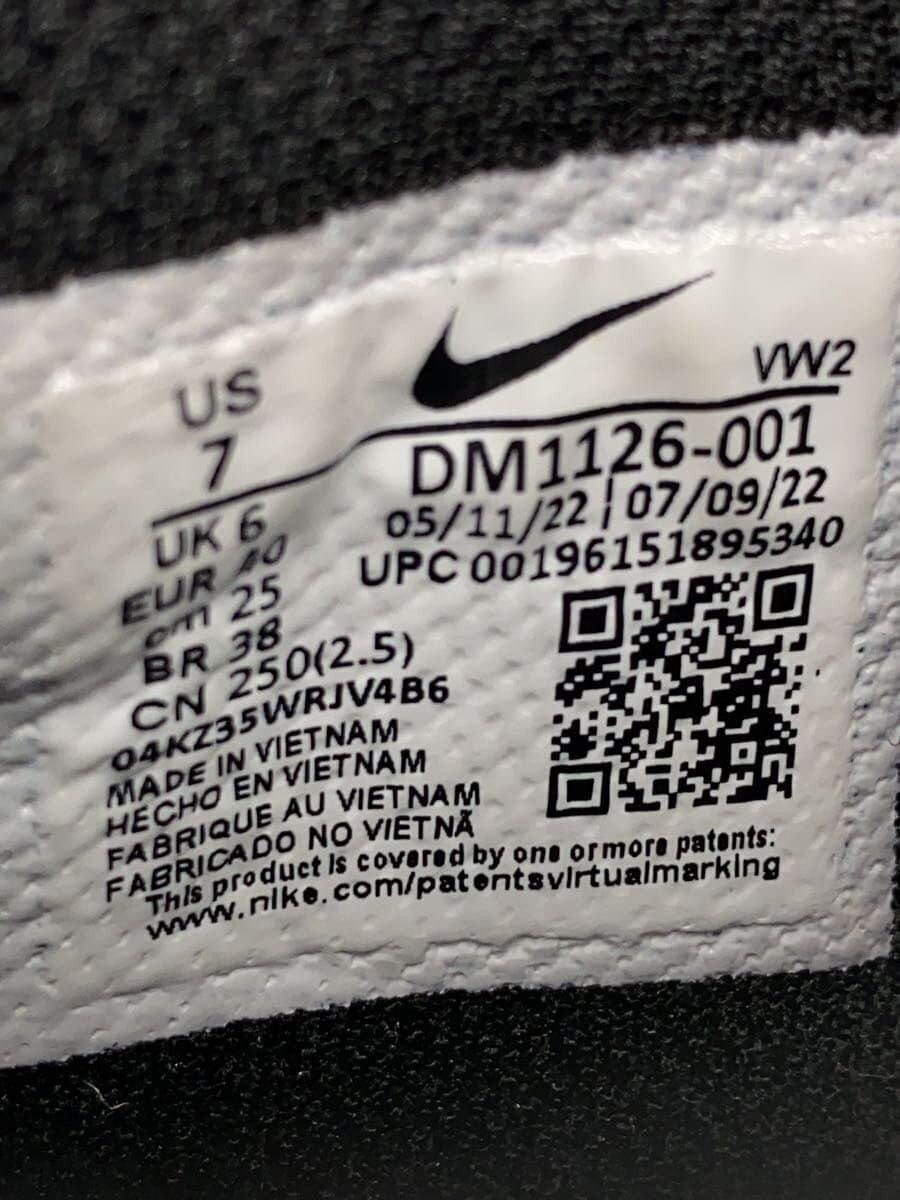 US
7
VW2
DM1126-001
05/11/22 | 07/09/22
UPC 00196151895340
UK 6
EUR 40
cm 25
BR 38
CN 250(2.5)
04KZ35WRJV4B6
MADE IN VIETNAM
HECHO EN VIETNAM
FABRIQUE AU VIETNAM
FABRICADO NO VIETNÃ
This product is covered by one or more patents:
www.nike.com/patentsvirtualmarking